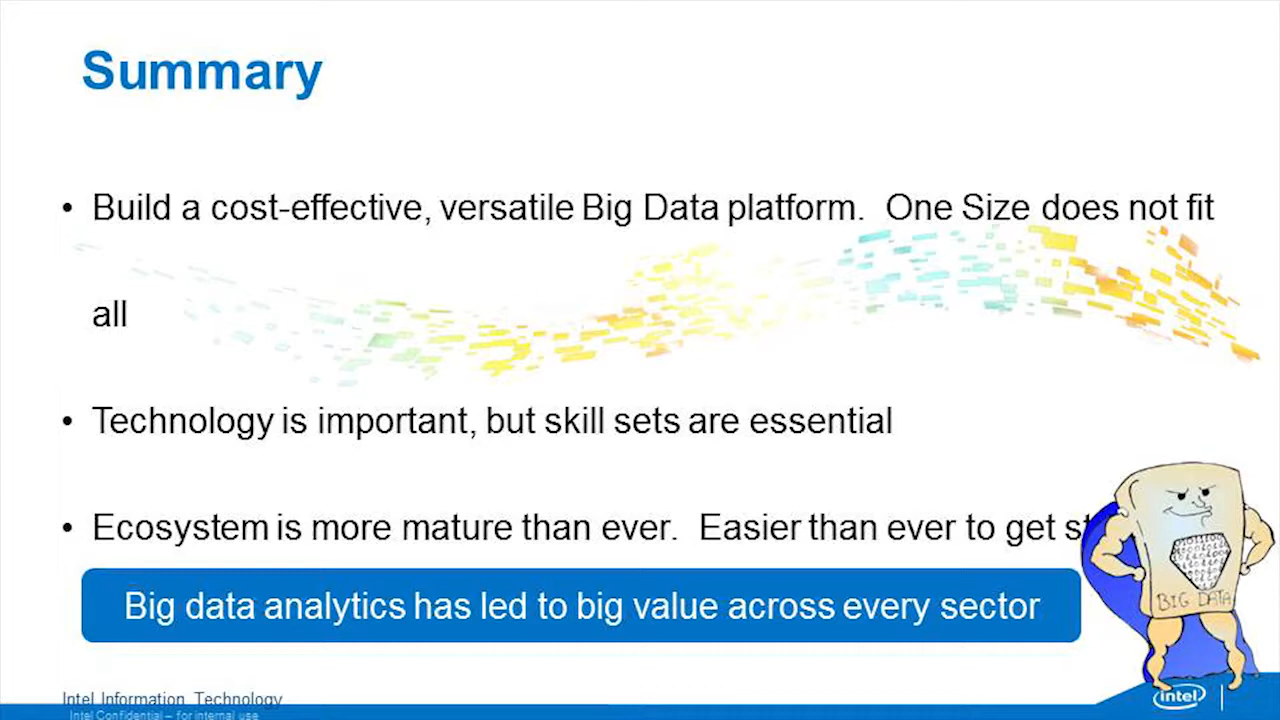 Summary
• Build a cost-effective, versatile Big Data platform. One Size does not fit
all
• Technology is important, but skill sets are essential
• Ecosystem is more mature than ever. Easier than ever to get
Big data analytics has led to big value across every sector
BIG DATA
Intel Information Technology
Intel Confidential – for internal use
intel